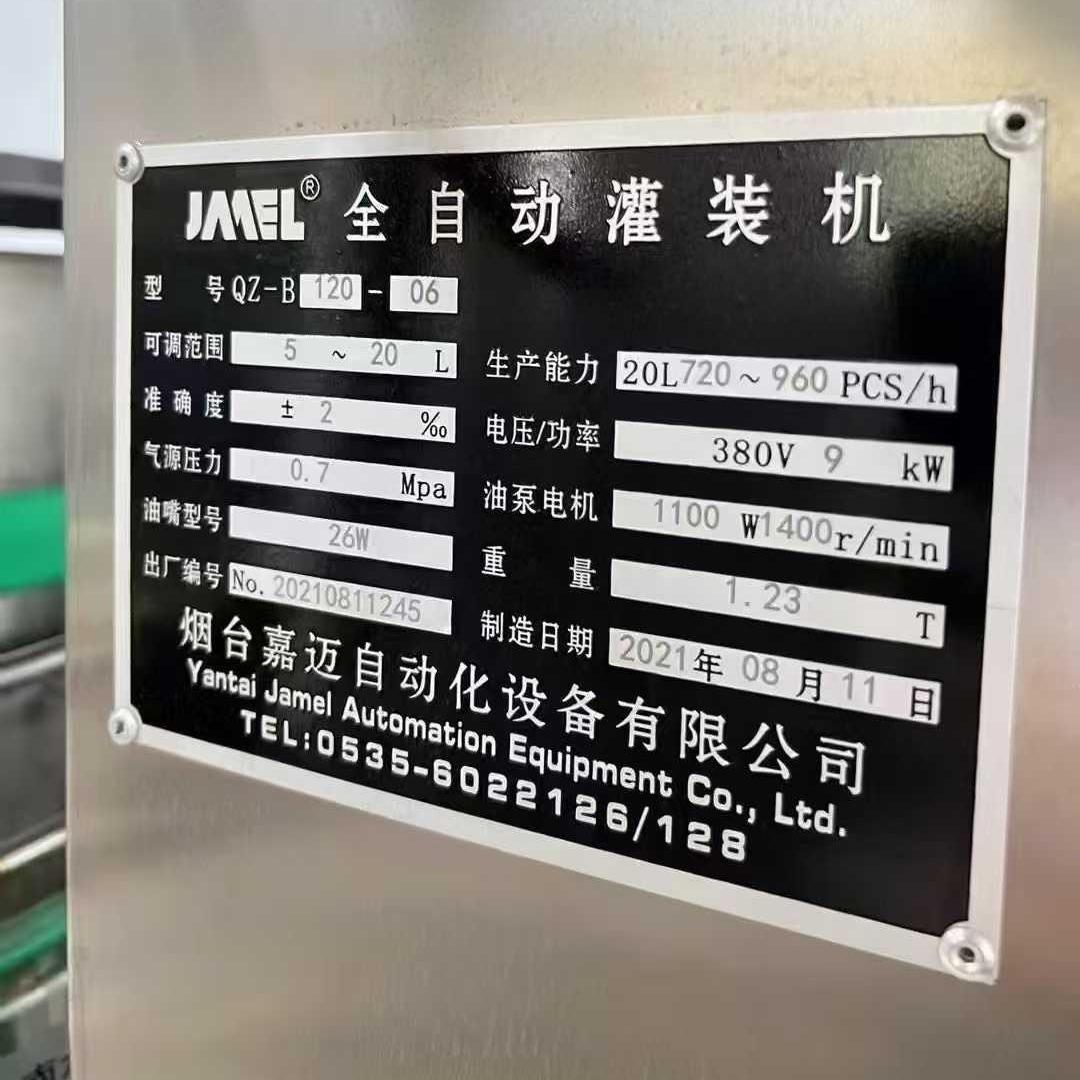 JMEL® 全自动灌装机
型 号 QZ-B 120 - 06
可调范围 5 ~ 20 L
准确度 ± 2 ‰
气源压力 0.7 Mpa
油嘴型号 26W
出厂编号 No. 20210811245
生产能力 20L 720 ~ 960 PCS/h
电压/功率 380V 9 kW
油泵电机 1100 W 1400 r/min
重 量 1.23 T
制造日期 2021年 08 月 11 日
烟台嘉迈自动化设备有限公司
Yantai Jamel Automation Equipment Co., Ltd.
TEL:0535-6022126/128